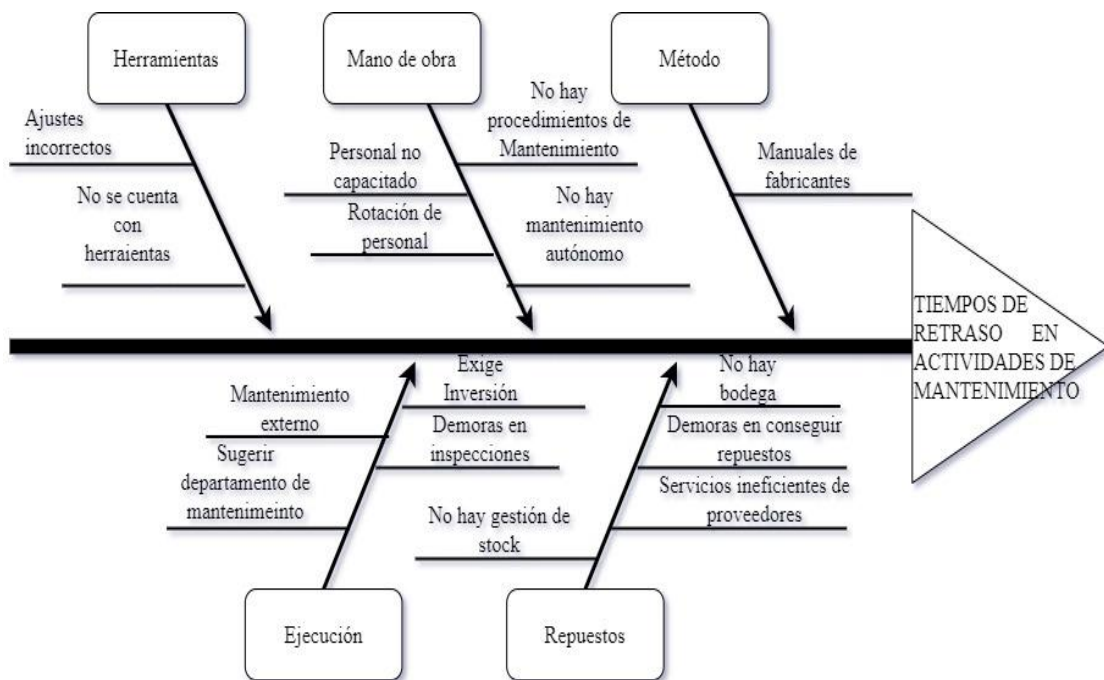 Herramientas
Mano de obra
Método
Ajustes
incorrectos
No se cuenta
con
herraientas
Personal no
capacitado
Rotación de
personal
No hay
procedimientos de
Mantenimiento
No hay
mantenimiento
autónomo
Manuales de
fabricantes
TIEMPOS DE
RETRASO EN
ACTIVIDADES DE
MANTENIMIENTO
Mantenimiento
externo
Sugerir
departamento de
mantenimeinto
Exige
Inversión
Demoras en
inspecciones
No hay gestión de
stock
No hay
bodega
Demoras en conseguir
repuestos
Servicios ineficientes de
proveedores
Ejecución
Repuestos